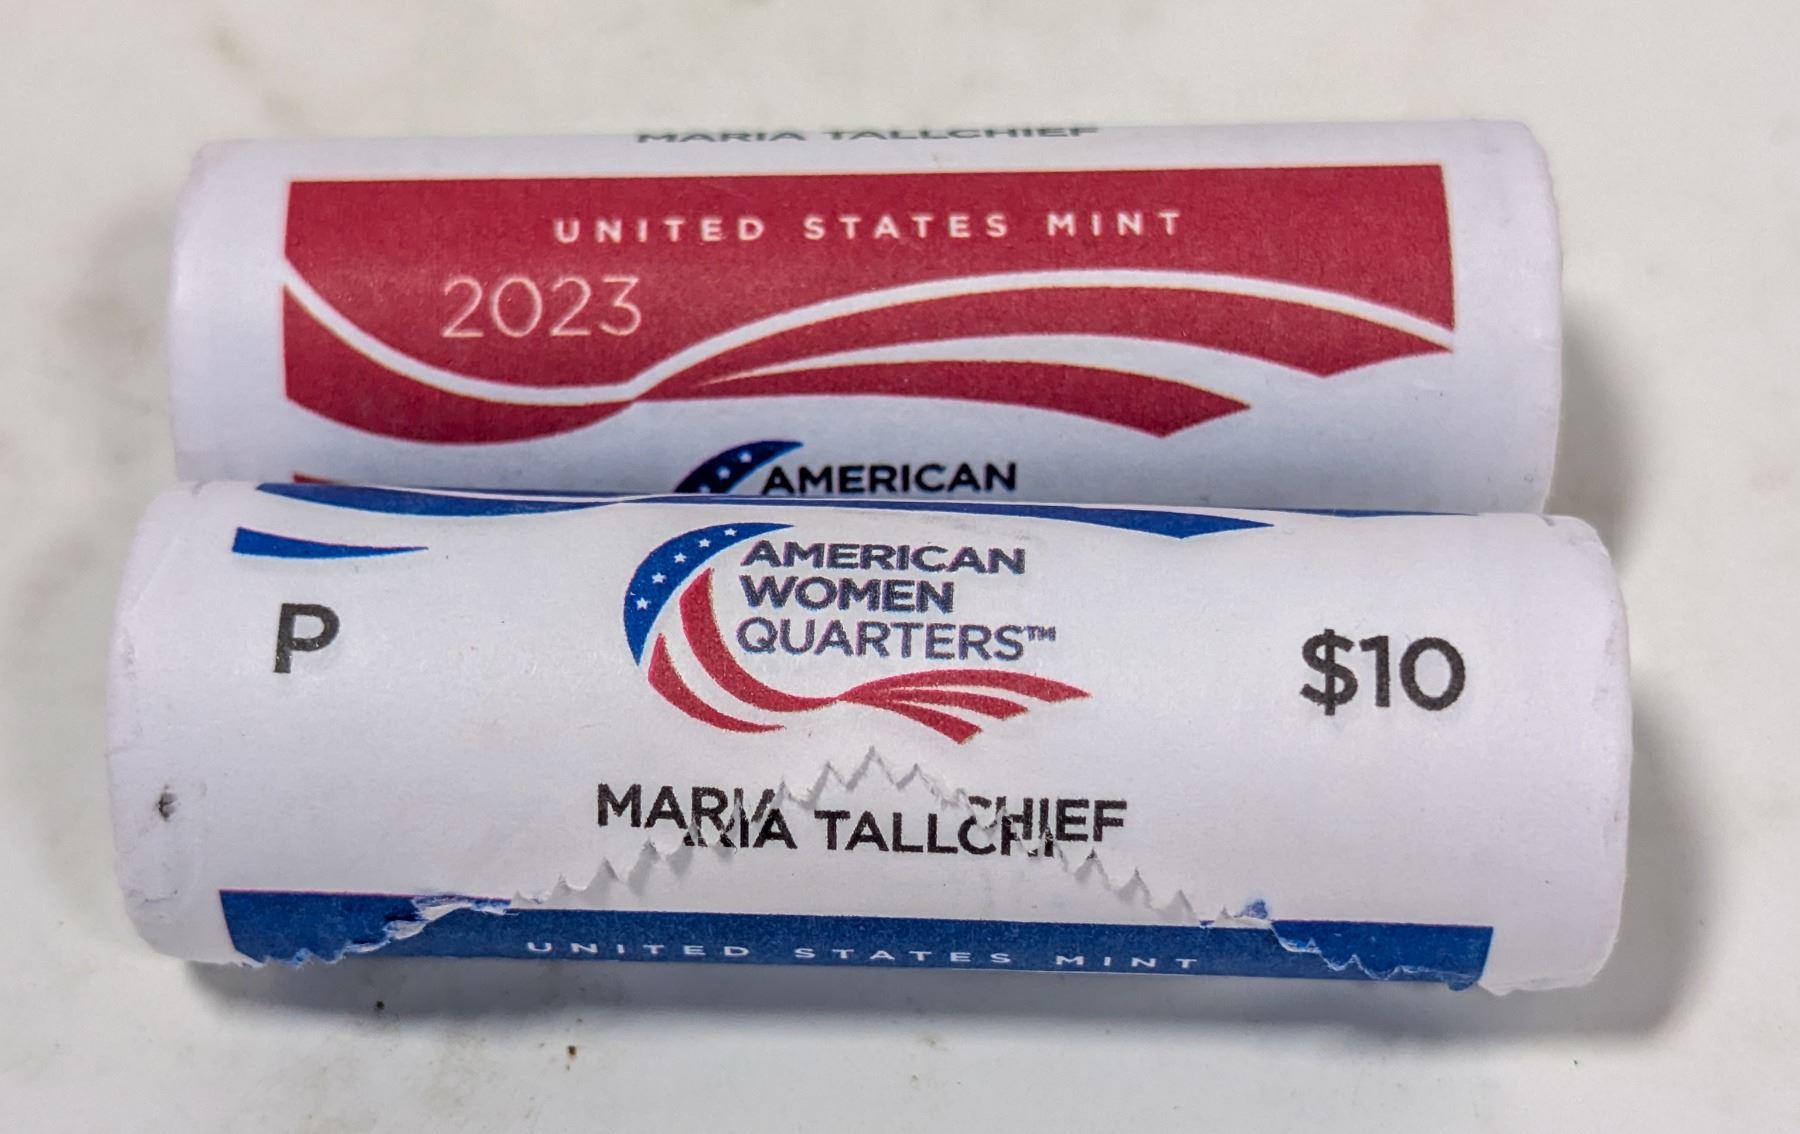 MARIA TALLCHIEF
UNITED STATES MINT
2023
AMERICAN
AMERICAN
WOMEN
QUARTERS™
P
$10
MARIA TALLCHIEF
UNITED STATES MINT